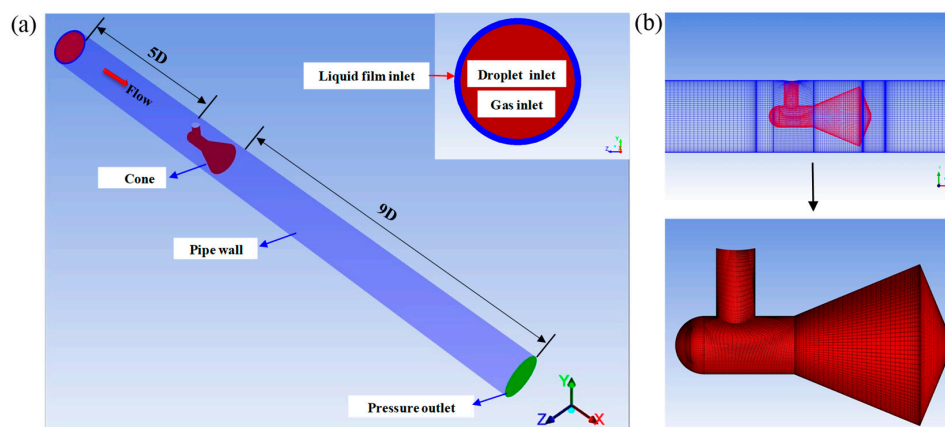 (a)
5D
Flow
Cone
Pipe wall
9D
Pressure outlet
Liquid film inlet
Droplet inlet
Gas inlet
Z
Y
Z
X
(b)